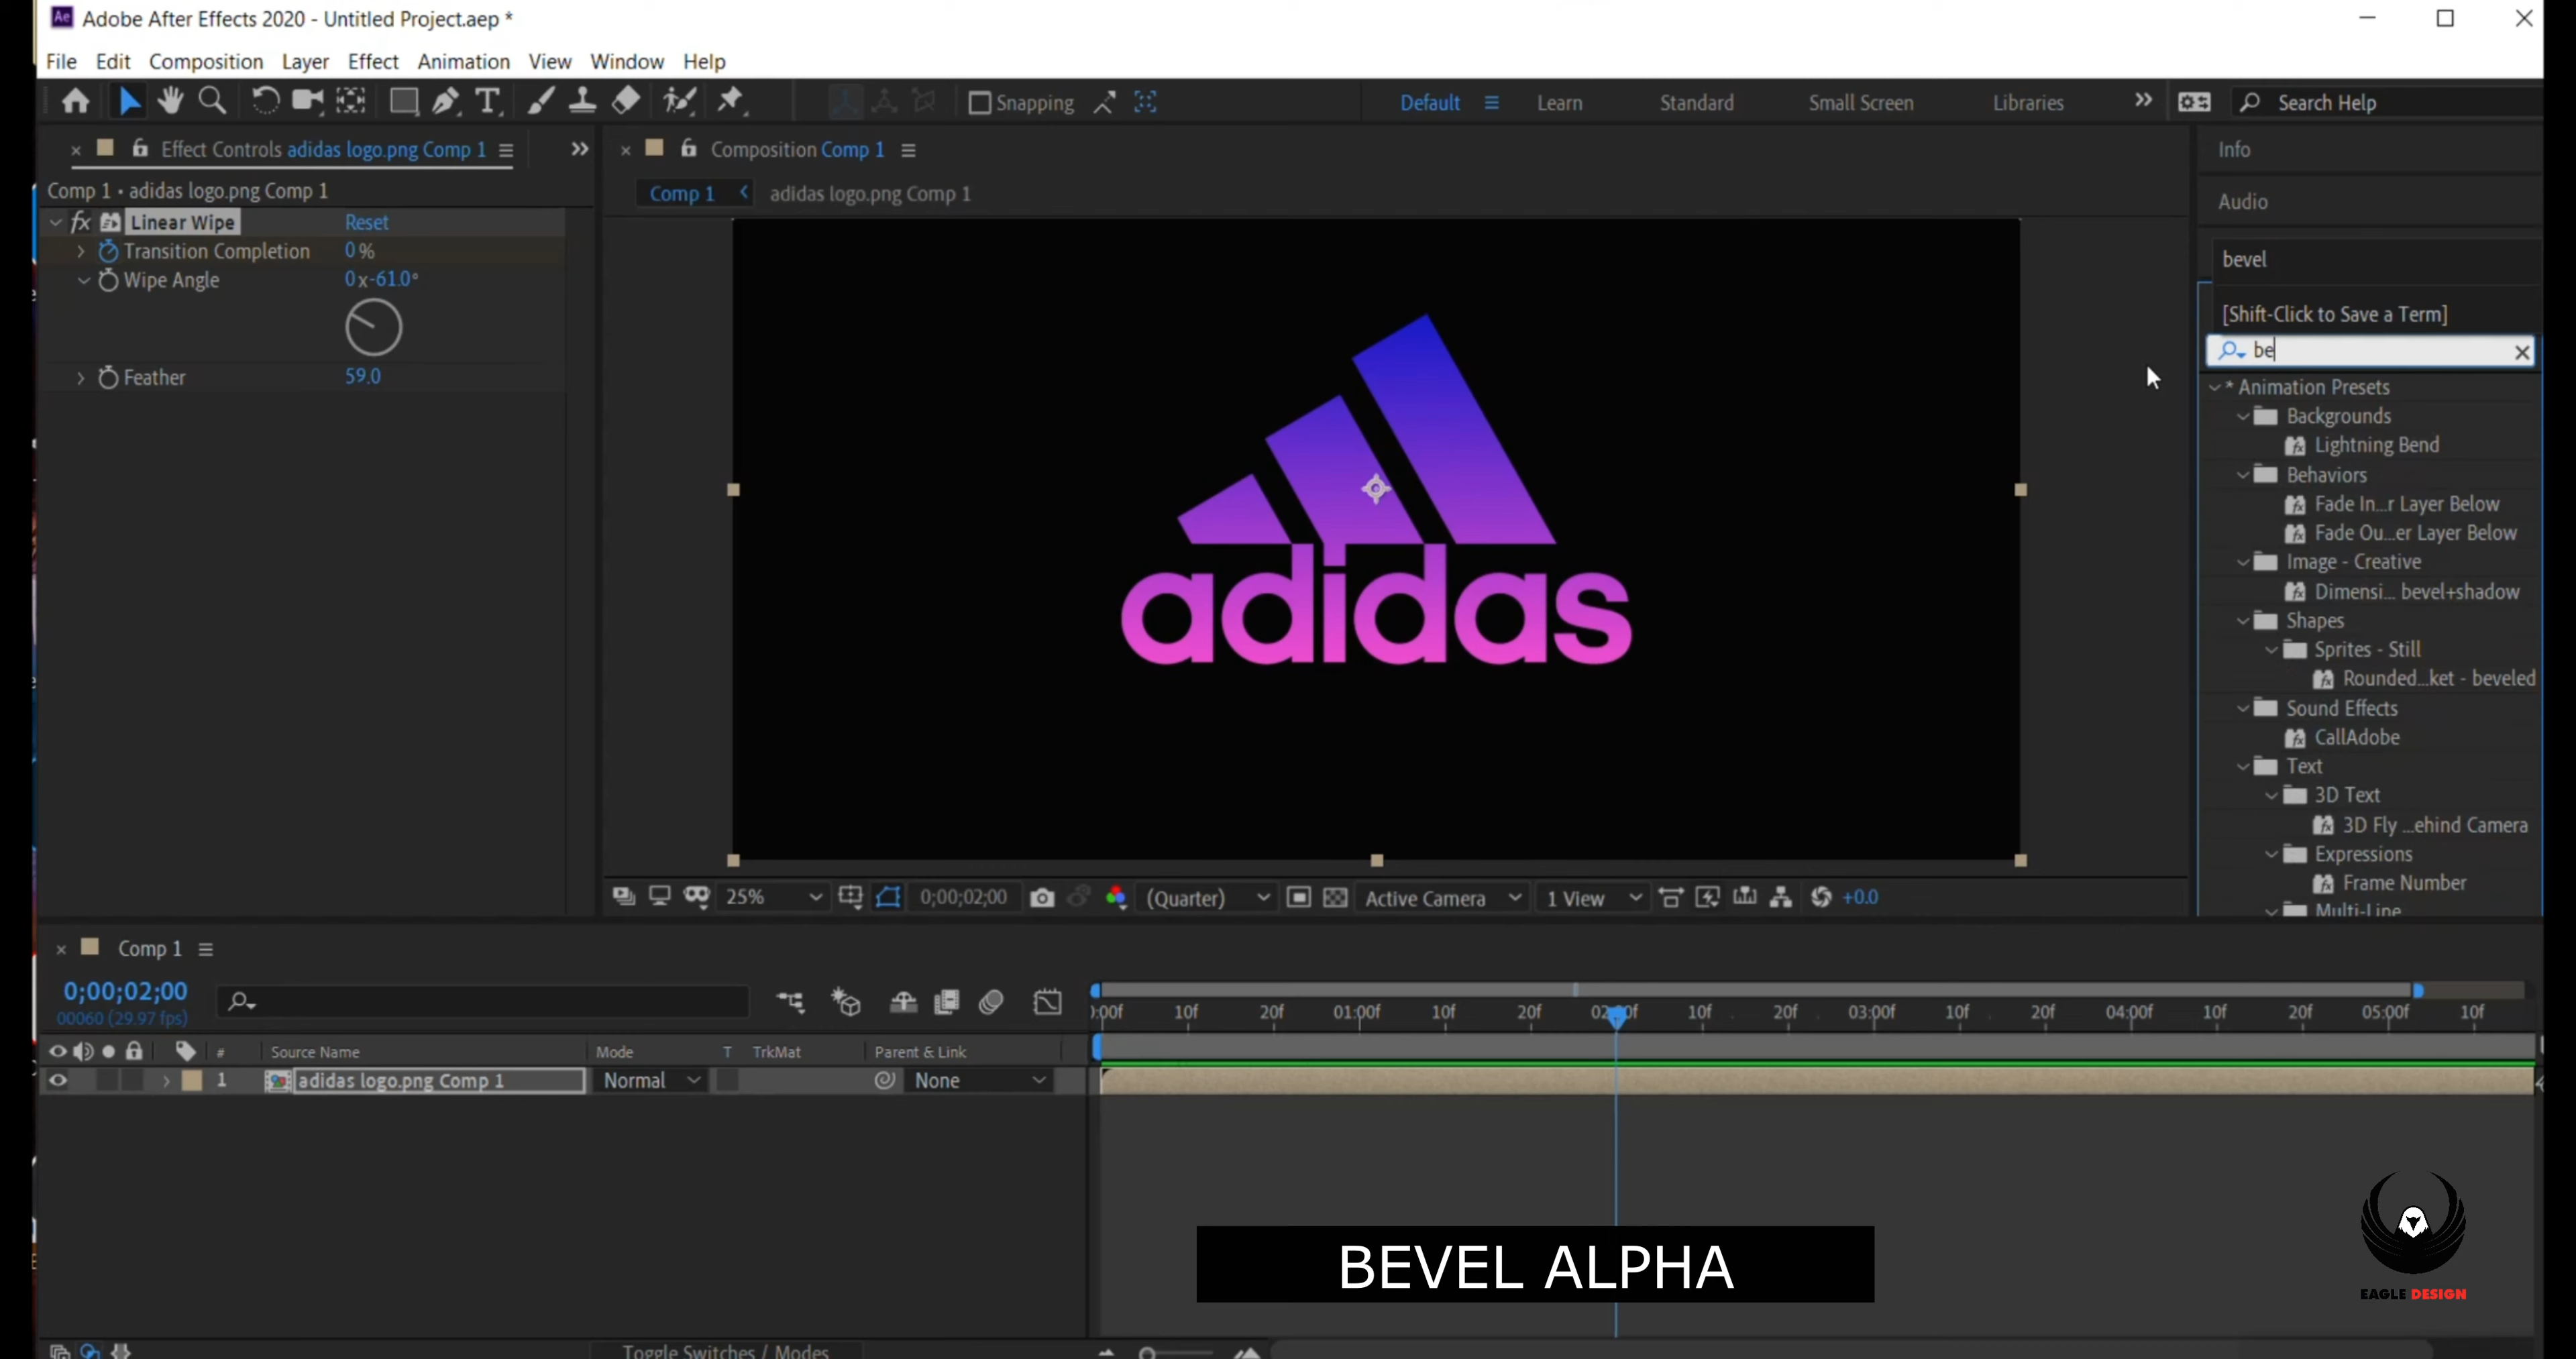 Ae Adobe After Effects 2020 - Untitled Project.aep *
File Edit Composition Layer Effect Animation View Window Help
Snapping Default Learn Standard Small Screen Libraries Search Help
Effect Controls adidas logo.png Comp 1
Comp 1 • adidas logo.png Comp 1
fx Linear Wipe Reset
Transition Completion 0 %
Wipe Angle 0 x -61.0°
Feather 59.0
Composition Comp 1
Comp 1 adidas logo.png Comp 1
adidas
25% 0;00;02;00 (Quarter) Active Camera 1 View +0.0
Info
Audio
bevel
[Shift-Click to Save a Term]
be
* Animation Presets
Backgrounds
Lightning Bend
Behaviors
Fade In...r Layer Below
Fade Ou...er Layer Below
Image - Creative
Dimensi... bevel+shadow
Shapes
Sprites - Still
Rounded...ket - beveled
Sound Effects
CallAdobe
Text
3D Text
3D Fly ...ehind Camera
Expressions
Frame Number
Multi-Line
Comp 1
0;00;02;00
00060 (29.97 fps)
):00f 10f 20f 01:00f 10f 20f 02:00f 10f 20f 03:00f 10f 20f 04:00f 10f 20f 05:00f 10f
# Source Name Mode T TrkMat Parent & Link
1 adidas logo.png Comp 1 Normal None
BEVEL ALPHA
EAGLE DESIGN
Toggle Switches / Modes